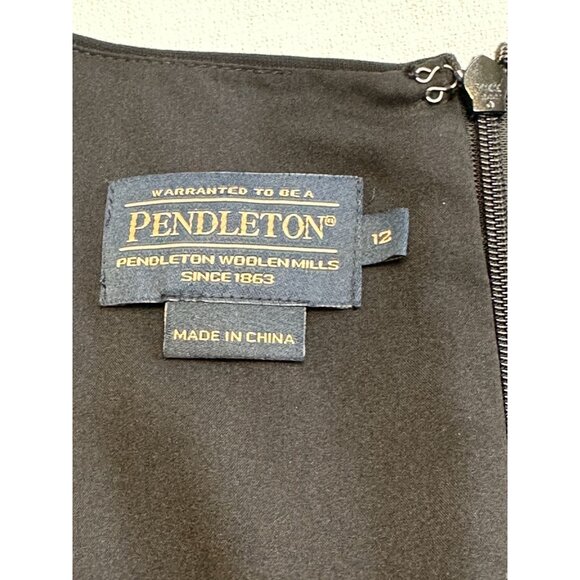 WARRANTED TO BE A
PENDLETON®
PENDLETON WOOLEN MILLS
SINCE 1863
12
MADE IN CHINA